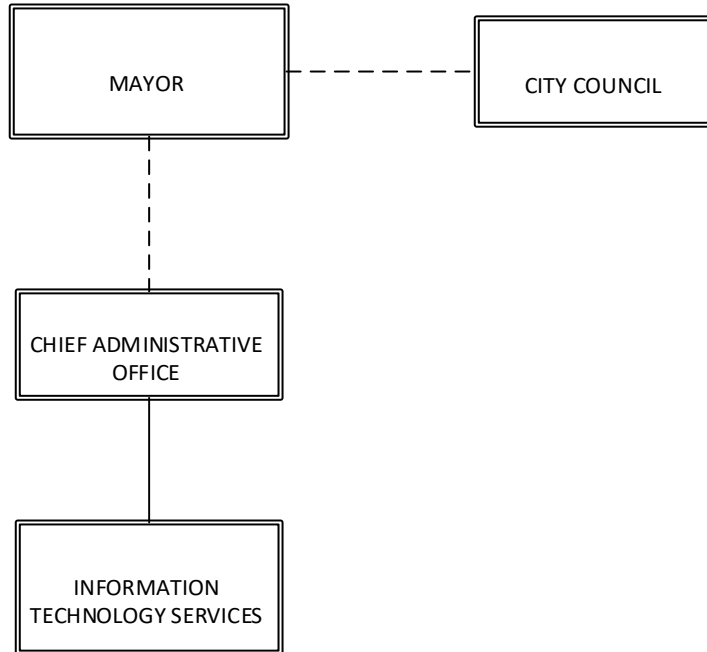 MAYOR
CITY COUNCIL
CHIEF ADMINISTRATIVE
OFFICE
INFORMATION
TECHNOLOGY SERVICES